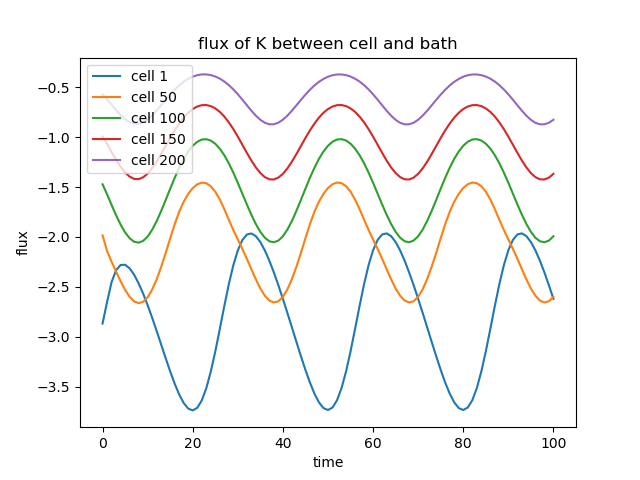 flux of K between cell and bath
cell 1
cell 50
cell 100
cell 150
cell 200
−0.5
−1.0
−1.5
−2.0
−2.5
−3.0
−3.5
flux
0 20 40 60 80 100
time